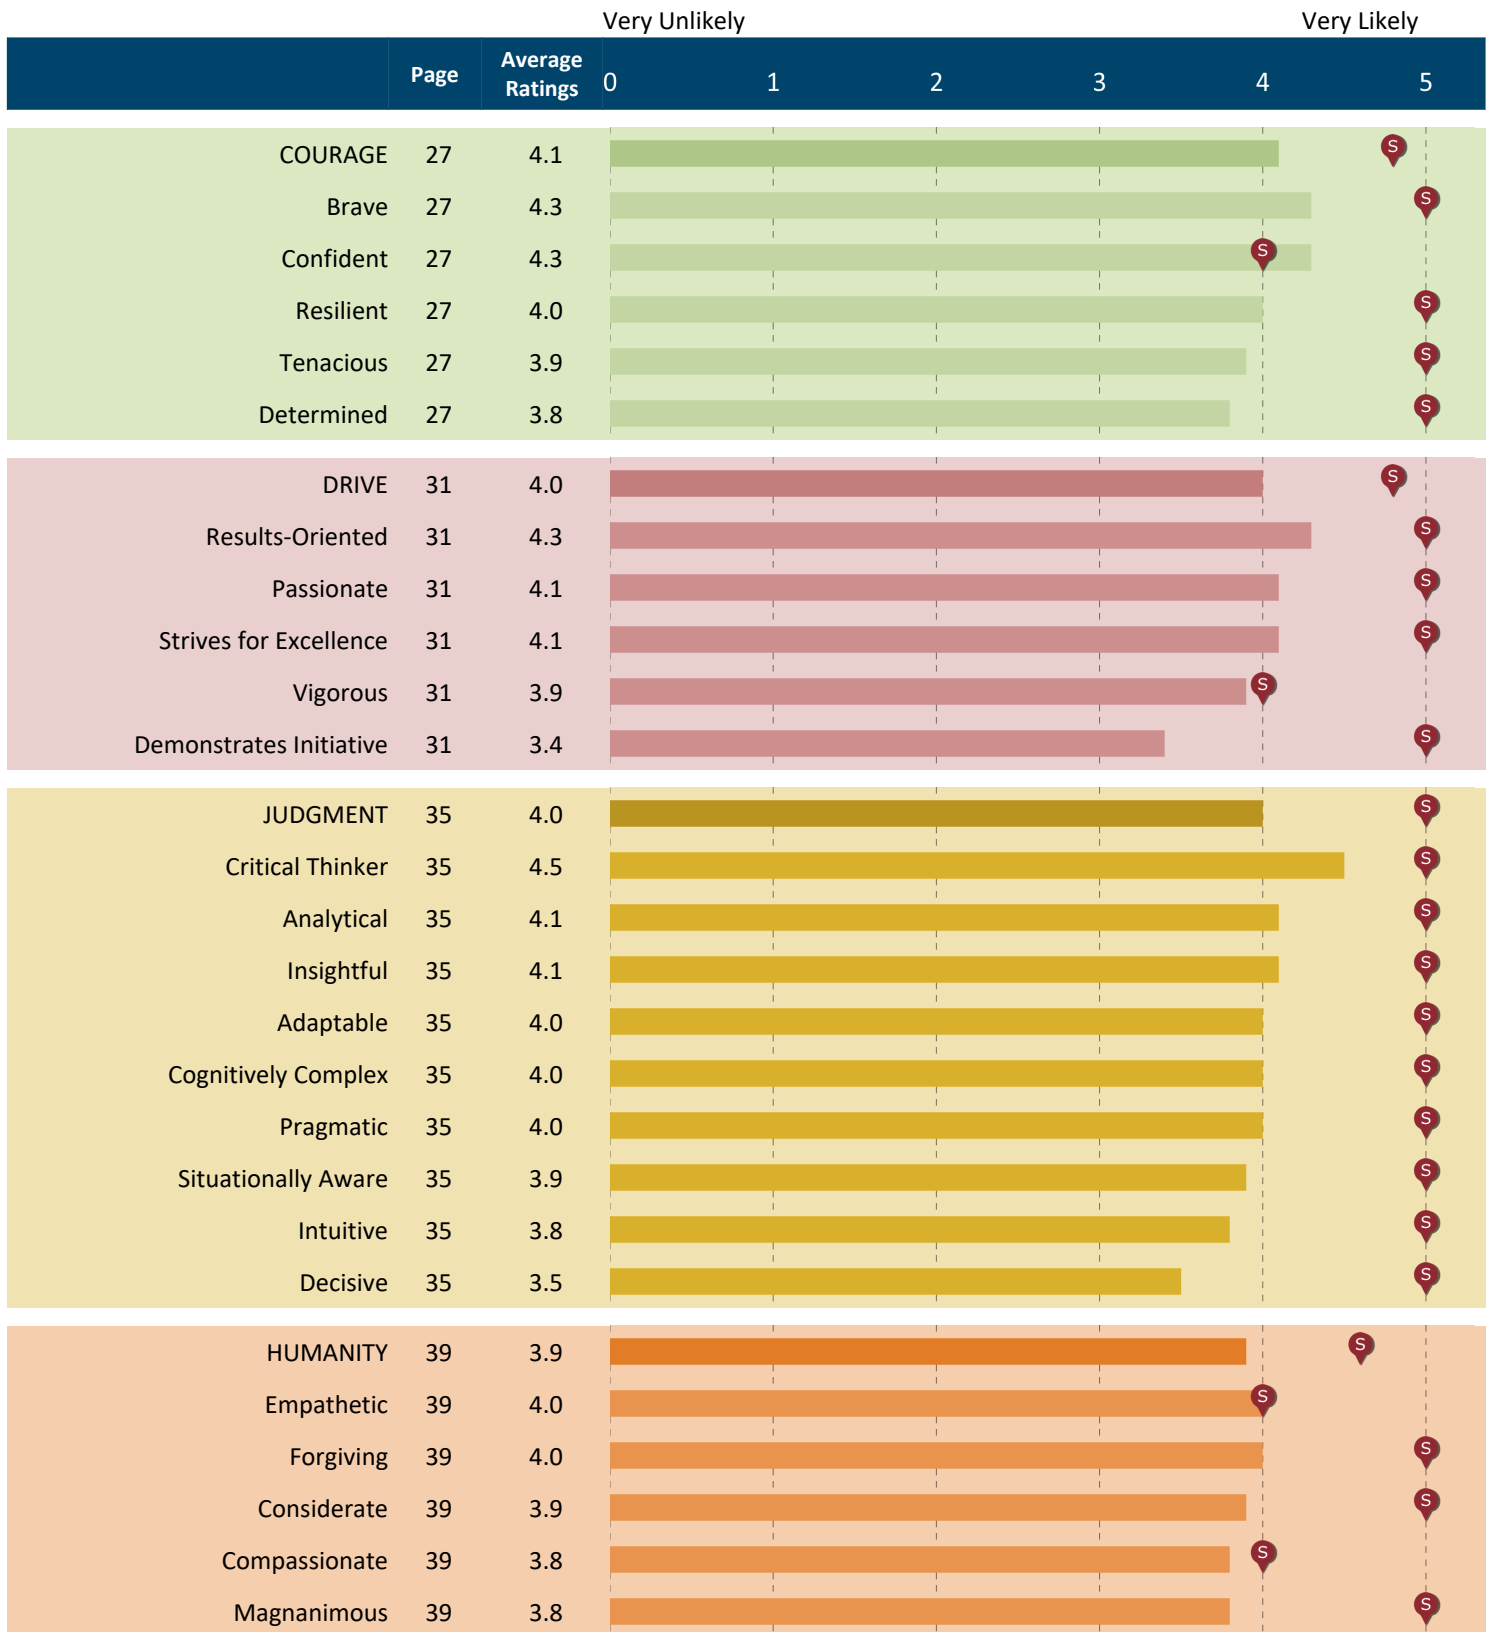 Very Unlikely Very Likely
Page Average Ratings 0 1 2 3 4 5
COURAGE 27 4.1 S
Brave 27 4.3 S
Confident 27 4.3 S
Resilient 27 4.0 S
Tenacious 27 3.9 S
Determined 27 3.8 S
DRIVE 31 4.0 S
Results-Oriented 31 4.3 S
Passionate 31 4.1 S
Strives for Excellence 31 4.1 S
Vigorous 31 3.9 S
Demonstrates Initiative 31 3.4 S
JUDGMENT 35 4.0 S
Critical Thinker 35 4.5 S
Analytical 35 4.1 S
Insightful 35 4.1 S
Adaptable 35 4.0 S
Cognitively Complex 35 4.0 S
Pragmatic 35 4.0 S
Situationally Aware 35 3.9 S
Intuitive 35 3.8 S
Decisive 35 3.5 S
HUMANITY 39 3.9 S
Empathetic 39 4.0 S
Forgiving 39 4.0 S
Considerate 39 3.9 S
Compassionate 39 3.8 S
Magnanimous 39 3.8 S